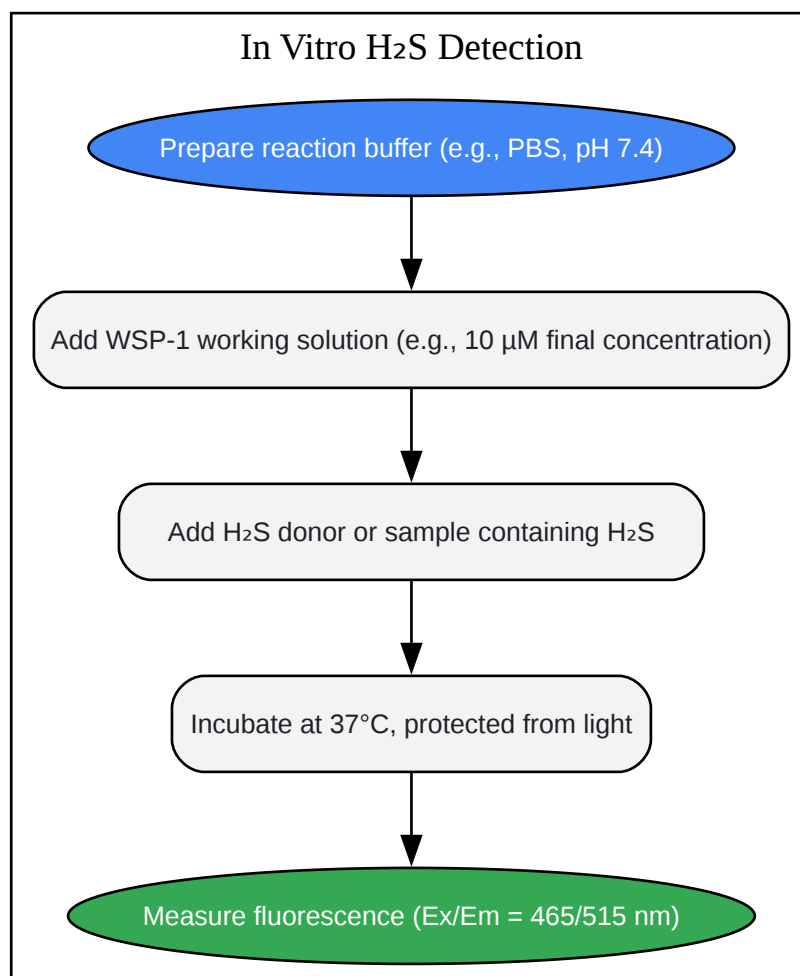 In Vitro H₂S Detection
Prepare reaction buffer (e.g., PBS, pH 7.4)
Add WSP-1 working solution (e.g., 10 µM final concentration)
Add H₂S donor or sample containing H₂S
Incubate at 37°C, protected from light
Measure fluorescence (Ex/Em = 465/515 nm)